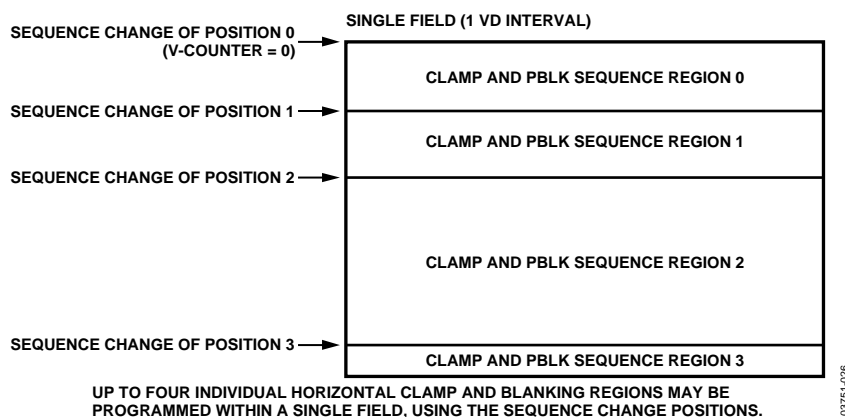 SINGLE FIELD (1 VD INTERVAL)
SEQUENCE CHANGE OF POSITION 0
(V-COUNTER = 0)
CLAMP AND PBLK SEQUENCE REGION 0
SEQUENCE CHANGE OF POSITION 1
CLAMP AND PBLK SEQUENCE REGION 1
SEQUENCE CHANGE OF POSITION 2
CLAMP AND PBLK SEQUENCE REGION 2
SEQUENCE CHANGE OF POSITION 3
CLAMP AND PBLK SEQUENCE REGION 3
UP TO FOUR INDIVIDUAL HORIZONTAL CLAMP AND BLANKING REGIONS MAY BE
PROGRAMMED WITHIN A SINGLE FIELD, USING THE SEQUENCE CHANGE POSITIONS.
03751-026